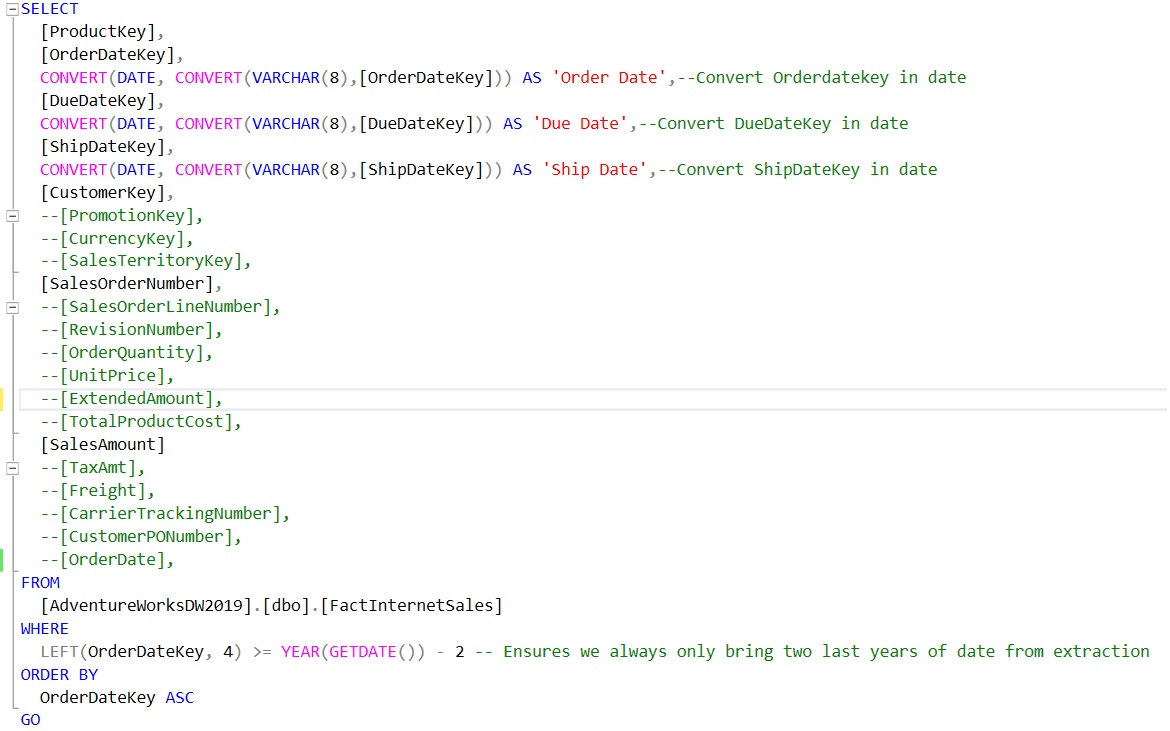 SELECT
[ProductKey],
[OrderDateKey],
CONVERT(DATE, CONVERT(VARCHAR(8),[OrderDateKey])) AS 'Order Date',--Convert Orderdatekey in date
[DueDateKey],
CONVERT(DATE, CONVERT(VARCHAR(8),[DueDateKey])) AS 'Due Date',--Convert DueDateKey in date
[ShipDateKey],
CONVERT(DATE, CONVERT(VARCHAR(8),[ShipDateKey])) AS 'Ship Date',--Convert ShipDateKey in date
[CustomerKey],
--[PromotionKey],
--[CurrencyKey],
--[SalesTerritoryKey],
[SalesOrderNumber],
--[SalesOrderLineNumber],
--[RevisionNumber],
--[OrderQuantity],
--[UnitPrice],
--[ExtendedAmount],
--[TotalProductCost],
[SalesAmount]
--[TaxAmt],
--[Freight],
--[CarrierTrackingNumber],
--[CustomerPONumber],
--[OrderDate],
FROM
[AdventureWorksDW2019].[dbo].[FactInternetSales]
WHERE
LEFT(OrderDateKey, 4) >= YEAR(GETDATE()) - 2 -- Ensures we always only bring two last years of date from extraction
ORDER BY
OrderDateKey ASC
GO